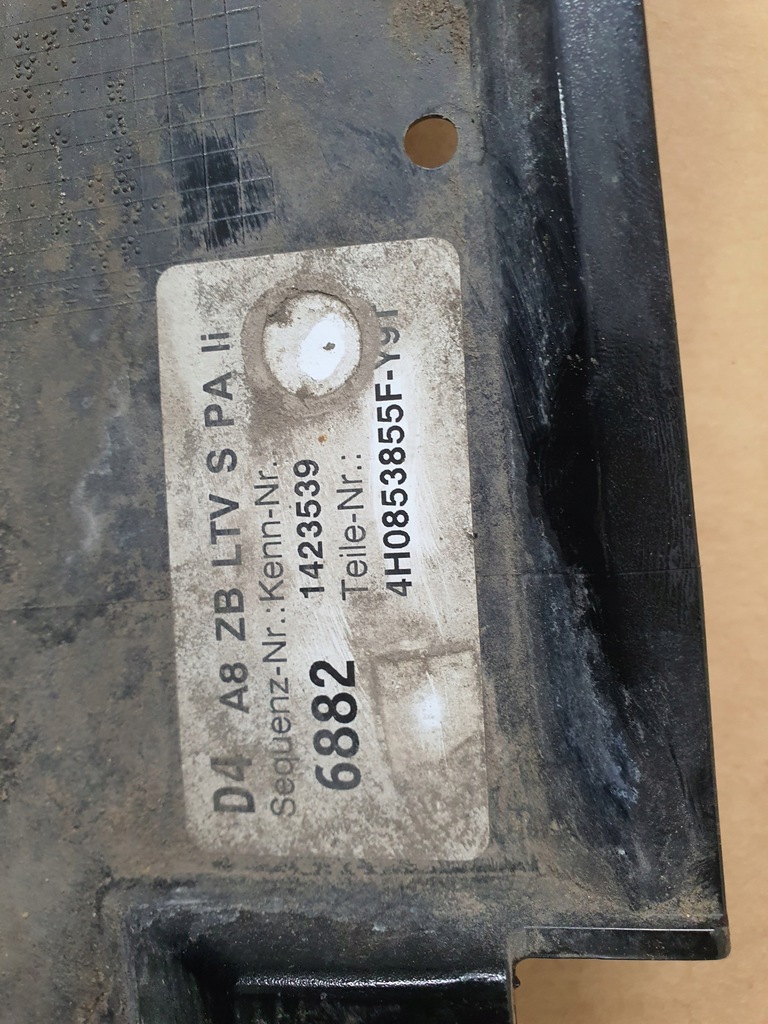 D4 A8 ZB LTV S PA li
Sequenz-Nr.:Kenn-Nr.:
6882 1423539
Teile-Nr.:
4H0853855F-Y9T